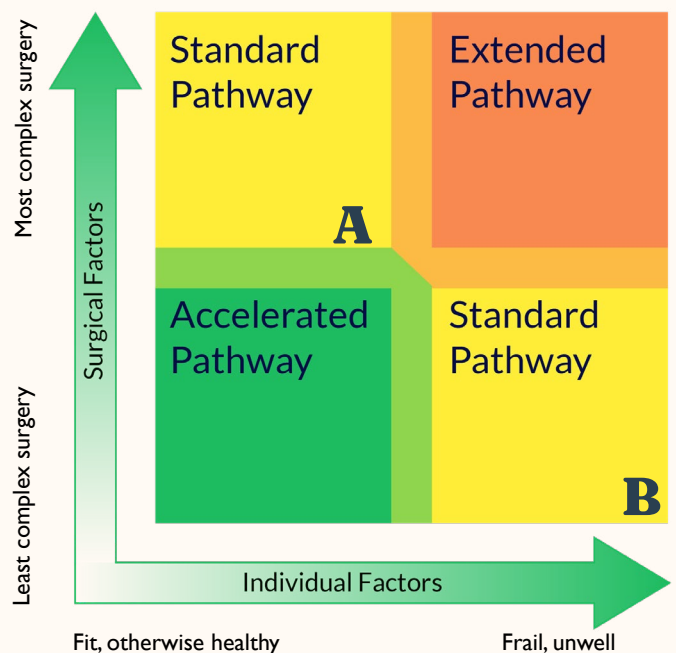 Most complex surgery
Least complex surgery
Surgical Factors
Standard
Pathway
A
Extended
Pathway
Accelerated
Pathway
Standard
Pathway
B
Individual Factors
Fit, otherwise healthy
Frail, unwell